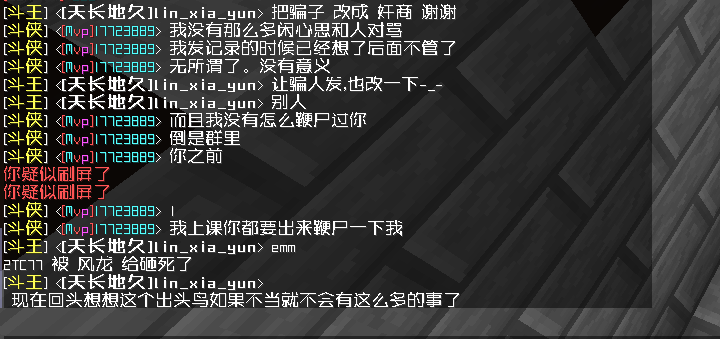 [斗王] <[天长地久]lin_xia_yun> 把骗子 改成 奸商 谢谢
[斗侠] <[Mvp]17723889> 我没有那么多闲心思和人对骂
[斗侠] <[Mvp]17723889> 我发记录的时候已经想了后面不管了
[斗侠] <[Mvp]17723889> 无所谓了。没有意义
[斗王] <[天长地久]lin_xia_yun> 让骗人发,也改一下-_-
[斗王] <[天长地久]lin_xia_yun> 别人
[斗侠] <[Mvp]17723889> 而且我没有怎么鞭尸过你
[斗侠] <[Mvp]17723889> 倒是群里
[斗侠] <[Mvp]17723889> 你之前
你疑似刷屏了
你疑似刷屏了
[斗侠] <[Mvp]17723889> l
[斗侠] <[Mvp]17723889> 我上课你都要出来鞭尸一下我
[斗王] <[天长地久]lin_xia_yun> emm
ZTC77 被 风龙 给砸死了
[斗王] <[天长地久]lin_xia_yun>
现在回头想想这个出头鸟如果不当就不会有这么多的事了